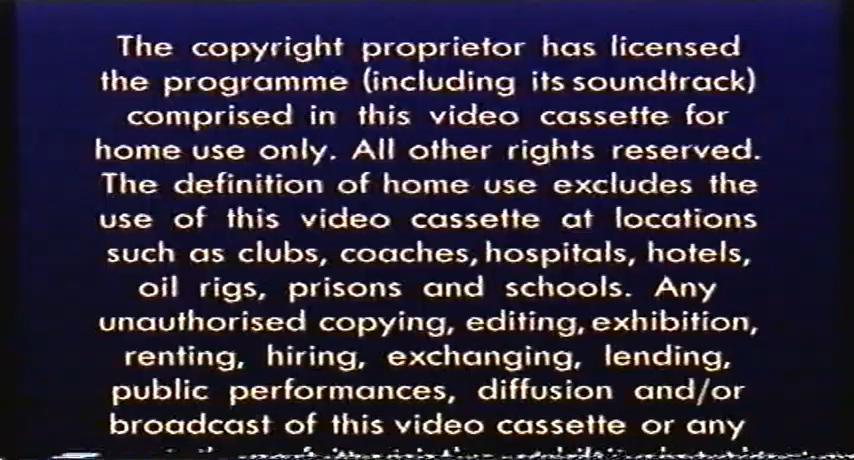 The copyright proprietor has licensed
the programme (including its soundtrack)
comprised in this video cassette for
home use only. All other rights reserved.
The definition of home use excludes the
use of this video cassette at locations
such as clubs, coaches, hospitals, hotels,
oil rigs, prisons and schools. Any
unauthorised copying, editing, exhibition,
renting, hiring, exchanging, lending,
public performances, diffusion and/or
broadcast of this video cassette or any